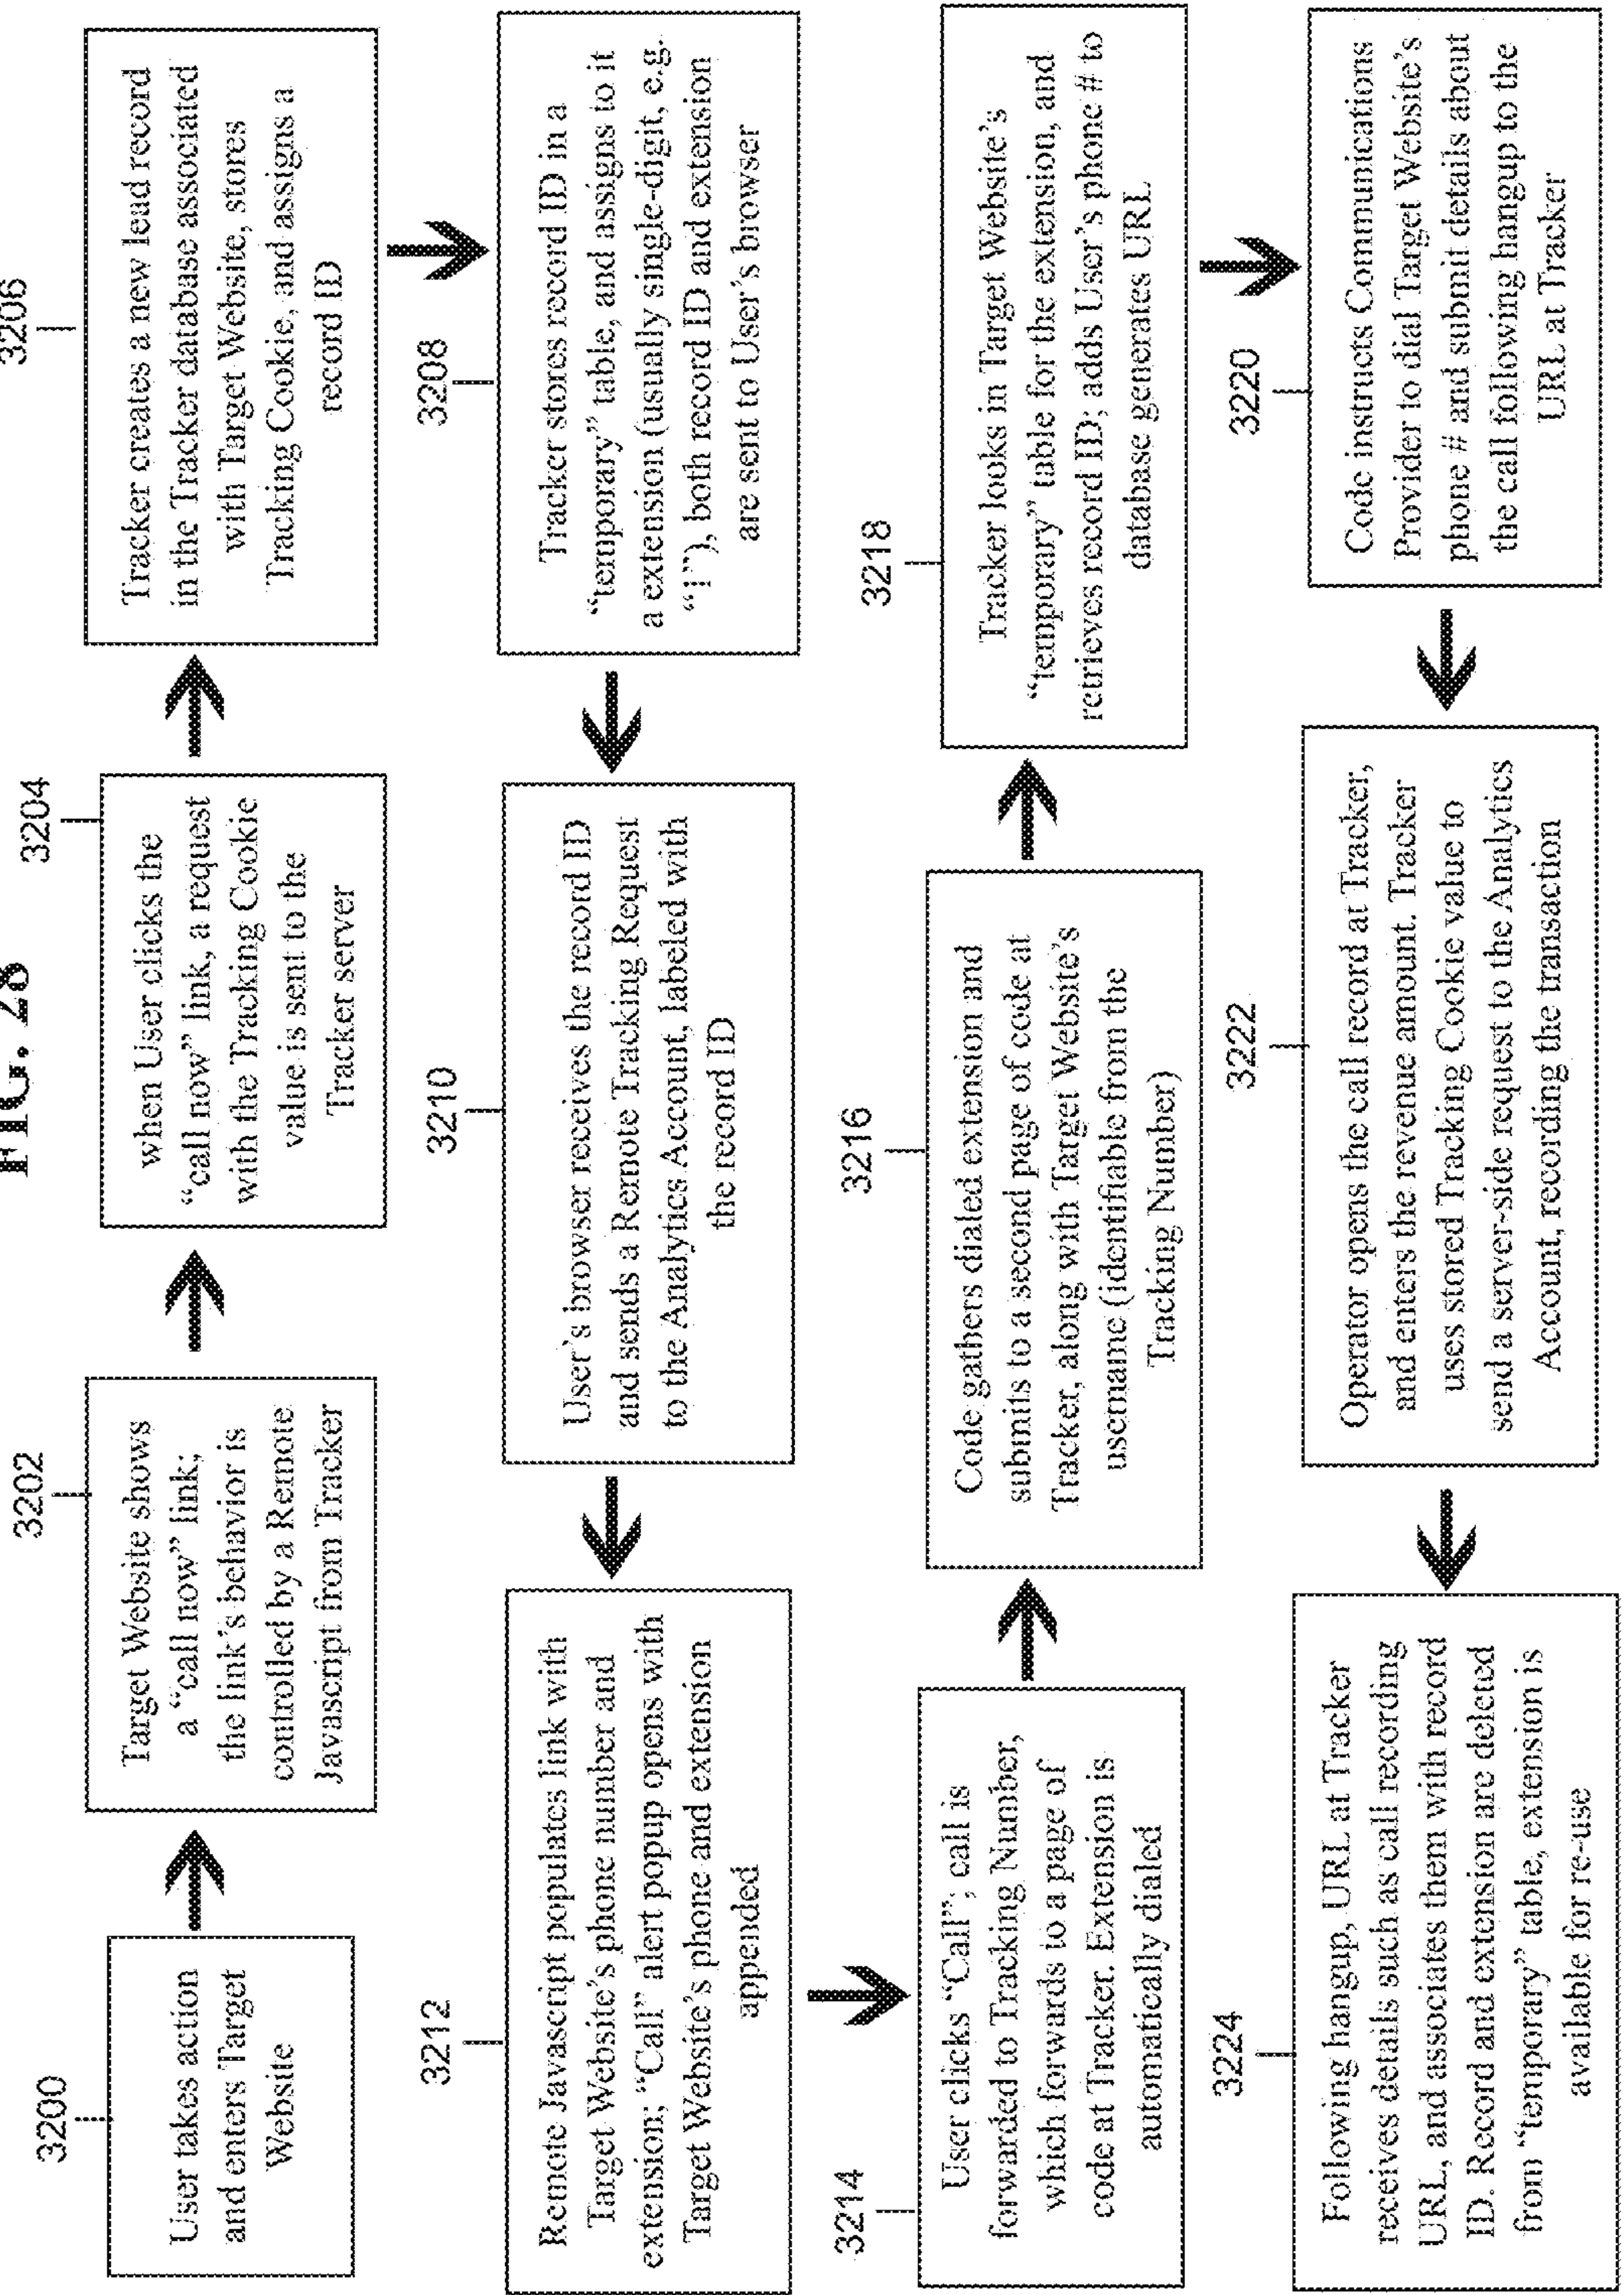 FIG. 28
3200
User takes action
and enters Target
Website
3202
Target Website shows
a “call now” link;
the link’s behavior is
controlled by a Remote
Javascript from Tracker
3204
when User clicks the
“call now” link, a request
with the Tracking Cookie
value is sent to the
Tracker server
3206
Tracker creates a new lead record
in the Tracker database associated
with Target Website, stores
Tracking Cookie, and assigns a
record ID
3208
Tracker stores record ID in a
“temporary” table, and assigns to it
a extension (usually single-digit, e.g.
“1”), both record ID and extension
are sent to User’s browser
3210
User’s browser receives the record ID
and sends a Remote Tracking Request
to the Analytics Account, labeled with
the record ID
3212
Remote Javascript populates link with
Target Website’s phone number and
extension; “Call” alert popup opens with
Target Website’s phone and extension
appended
3214
User clicks “Call”; call is
forwarded to Tracking Number,
which forwards to a page of
code at Tracker. Extension is
automatically dialed
3216
Code gathers dialed extension and
submits to a second page of code at
Tracker, along with Target Website’s
username (identifiable from the
Tracking Number)
3218
Tracker looks in Target Website’s
“temporary” table for the extension, and
retrieves record ID; adds User’s phone # to
database generates URL
3220
Code instructs Communications
Provider to dial Target Website’s
phone # and submit details about
the call following hangup to the
URL at Tracker
3222
Operator opens the call record at Tracker,
and enters the revenue amount. Tracker
uses stored Tracking Cookie value to
send a server-side request to the Analytics
Account, recording the transaction
3224
Following hangup, URL at Tracker
receives details such as call recording
URL, and associates them with record
ID. Record and extension are deleted
from “temporary” table, extension is
available for re-use